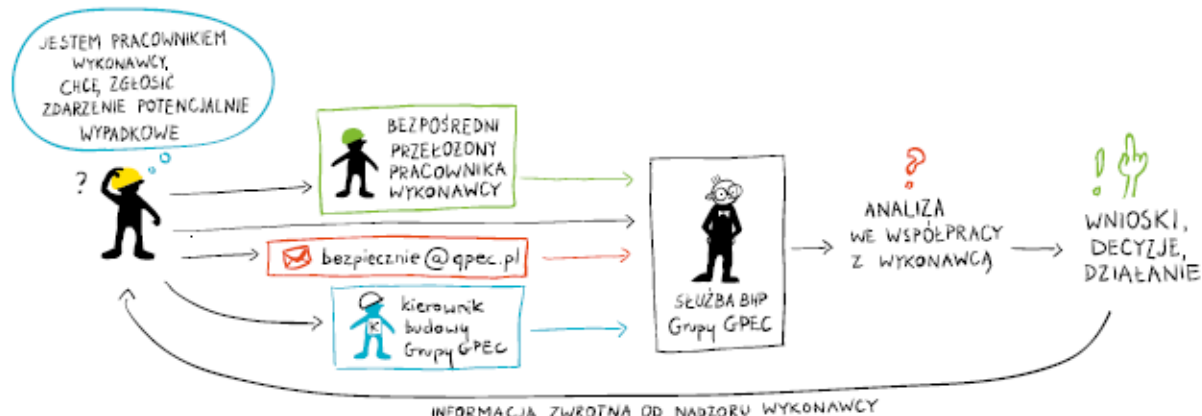 JESTEM PRACOWNIKIEM
WYKONAWCY,
CHCĘ ZGŁOSIĆ
ZDARZENIE POTENCJALNIE
WYPADKOWE
?
BEZPOŚREDNI
PRZEŁOŻONY
PRACOWNIKA
WYKONAWCY
bezpiecznie@gpec.pl
K
kierownik
budowy
Grupy GPEC
SŁUŻBA BHP
Grupy GPEC
?
ANALIZA
WE WSPÓŁPRACY
Z WYKONAWCĄ
!
WNIOSKI,
DECYZJE,
DZIAŁANIE
INFORMACJA ZWROTNA OD NADZORU WYKONAWCY